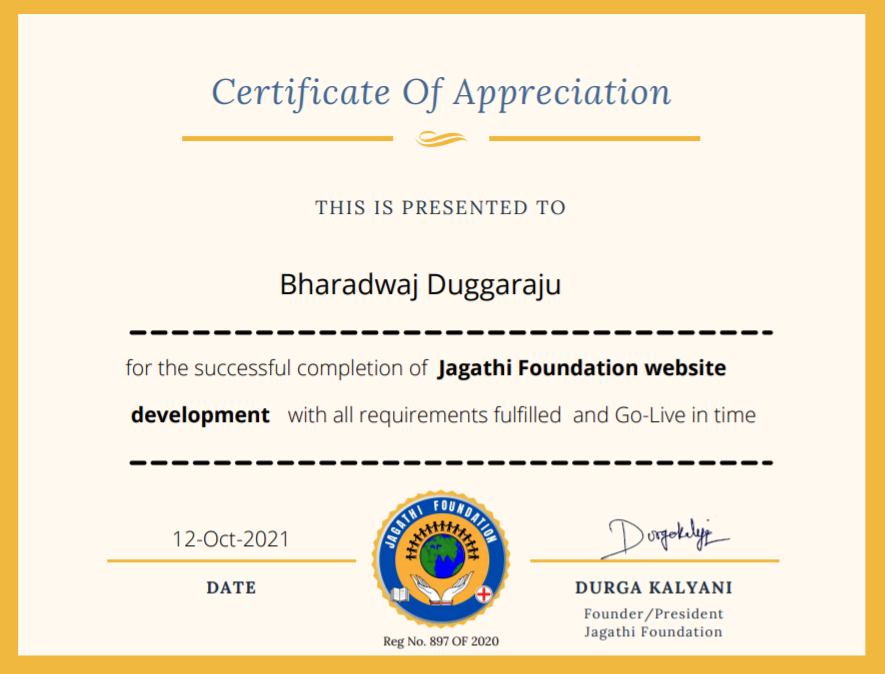 Certificate Of Appreciation
THIS IS PRESENTED TO
Bharadwaj Duggaraju
for the successful completion of Jagathi Foundation website
development with all requirements fulfilled and Go-Live in time
12-Oct-2021
DATE
JAGATHI FOUNDATION
Reg No. 897 OF 2020
Durgakalyani
DURGA KALYANI
Founder/President
Jagathi Foundation